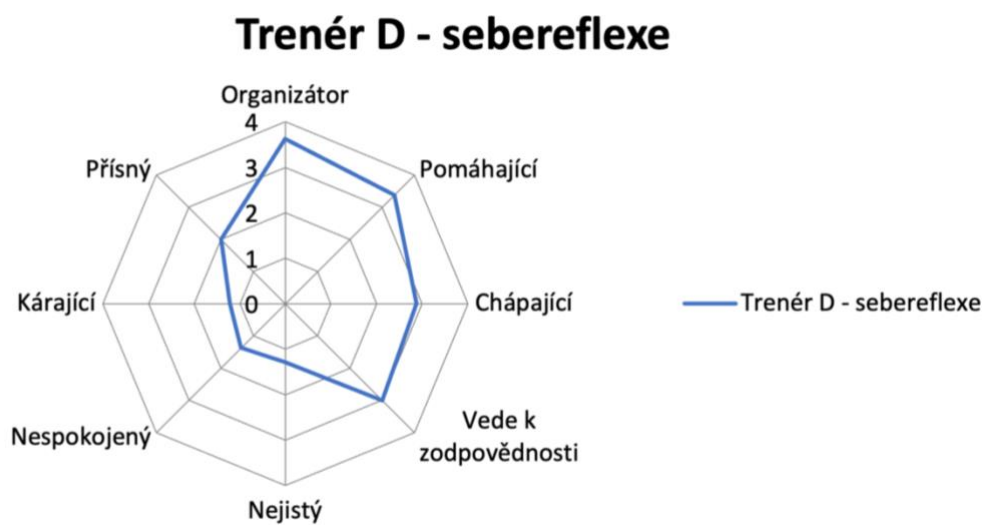 Trenér D - sebereflexe
Organizátor
4
Přísný
3
Pomáhající
2
1
Kárající
0
Chápající
Trenér D - sebereflexe
Nespokojený
Vede k
zodpovědnosti
Nejistý